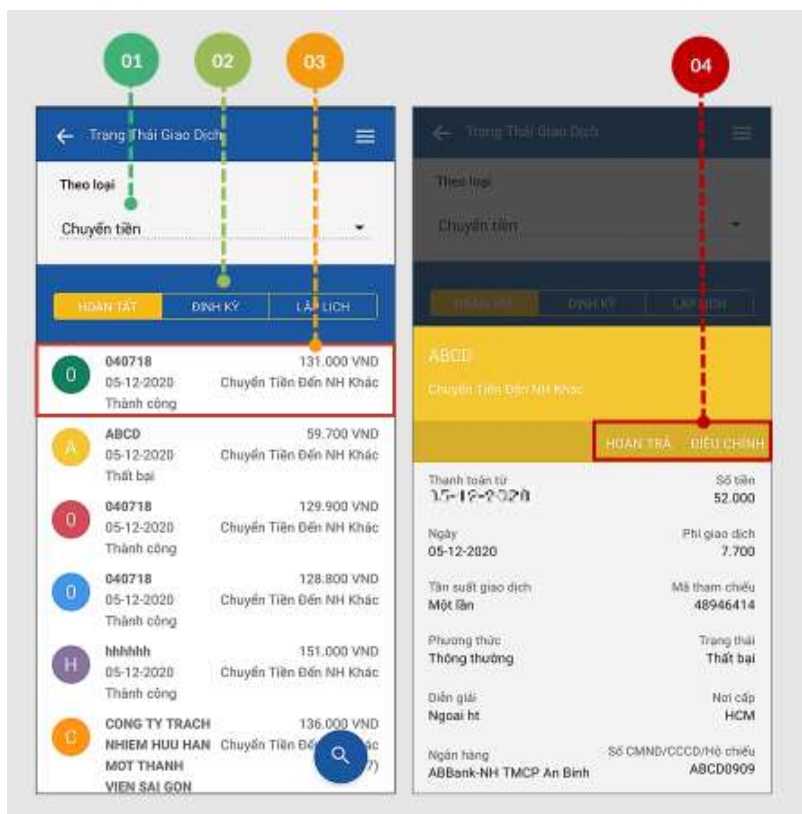 01
02
03
04
Trạng Thái Giao Dịch
Theo loại
Chuyển tiền
HOÀN TẤT
ĐỊNH KỲ
LẬP LỊCH
0
040718
131.000 VND
05-12-2020
Chuyển Tiền Đến NH Khác
Thành công
A
ABCD
59.700 VND
05-12-2020
Chuyển Tiền Đến NH Khác
Thất bại
0
040718
129.900 VND
05-12-2020
Chuyển Tiền Đến NH Khác
Thành công
0
040718
128.800 VND
05-12-2020
Chuyển Tiền Đến NH Khác
Thành công
H
hhhhhh
151.000 VND
05-12-2020
Chuyển Tiền Đến NH Khác
Thành công
C
CONG TY TRACH
136.000 VND
NHIEM HUU HAN
Chuyển Tiền
MOT THANH
7)
VIEN SAI GON
Trạng Thái Giao Dịch
Theo loại
Chuyển tiền
HOÀN TẤT
ĐỊNH KỲ
LẬP LỊCH
ABCD
Chuyển Tiền Đến NH Khác
HOÀN TRẢ
ĐIỀU CHỈNH
Thanh toán từ
Số tiền
52.000
Ngày
Phí giao dịch
05-12-2020
7.700
Tần suất giao dịch
Mã tham chiếu
Một lần
48946414
Phương thức
Trạng thái
Thông thường
Thất bại
Diễn giải
Nơi cấp
Ngoai ht
HCM
Ngân hàng
Số CMND/CCCD/Hộ chiếu
ABBank-NH TMCP An Bình
ABCD0909